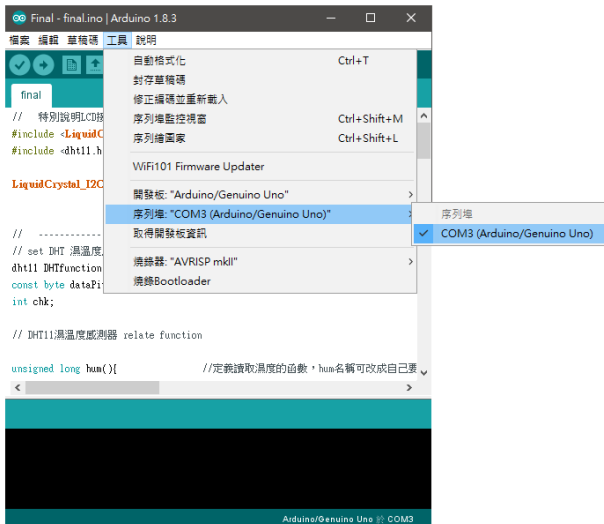 Final - final.ino | Arduino 1.8.3
檔案 編輯 草稿碼 工具 說明
自動格式化 Ctrl+T
封存草稿碼
修正編碼並重新載入
序列埠監控視窗 Ctrl+Shift+M
序列繪圖家 Ctrl+Shift+L
WiFi101 Firmware Updater
開發板: "Arduino/Genuino Uno"
序列埠: "COM3 (Arduino/Genuino Uno)"
序列埠
COM3 (Arduino/Genuino Uno)
取得開發板資訊
燒錄器: "AVRISP mkII"
燒錄Bootloader
final
// 特別說明LCD接
#include <LiquidC
#include <dht11.h
LiquidCrystal_I2C
// ------------
// set DHT 濕溫度
dht11 DHTfunction
const byte dataPi
int chk;
// DHT11濕溫度感測器 relate function
unsigned long hum(){ //定義讀取濕度的函數，hum名稱可改成自己要
Arduino/Genuino Uno 於 COM3